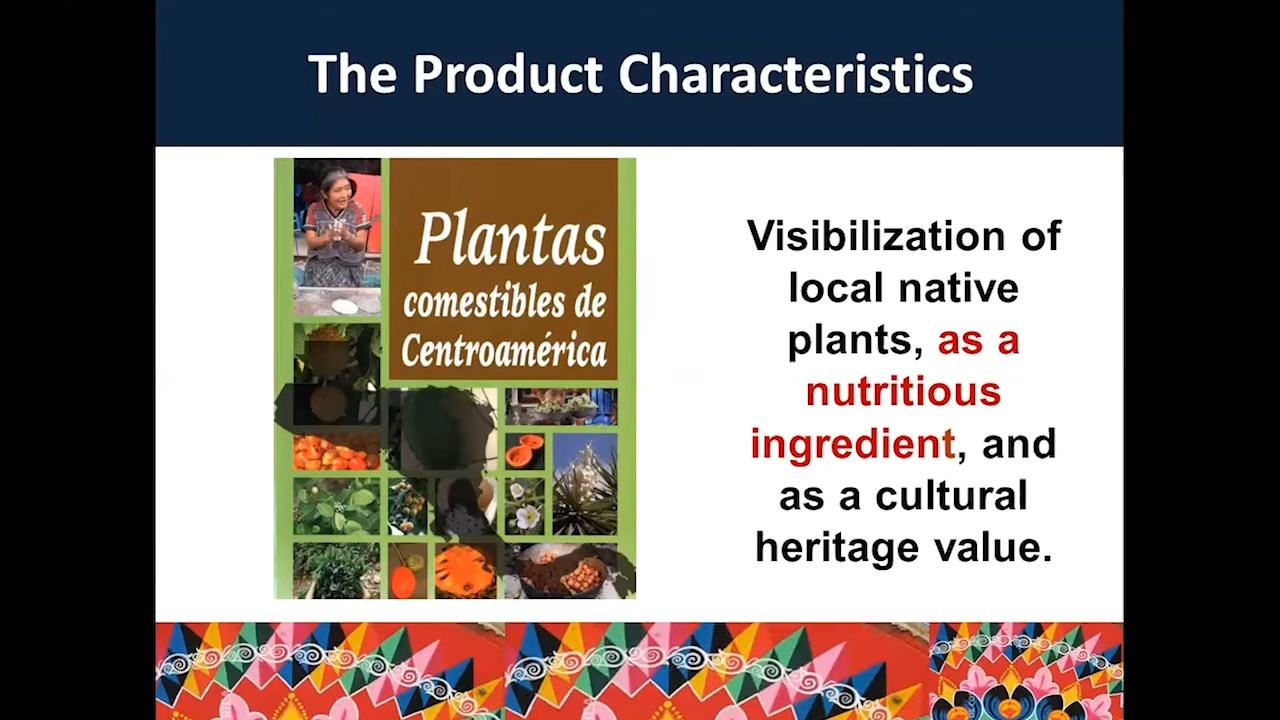 The Product Characteristics
Plantas
comestibles de
Centroamérica
Visibilization of
local native
plants, as a
nutritious
ingredient, and
as a cultural
heritage value.